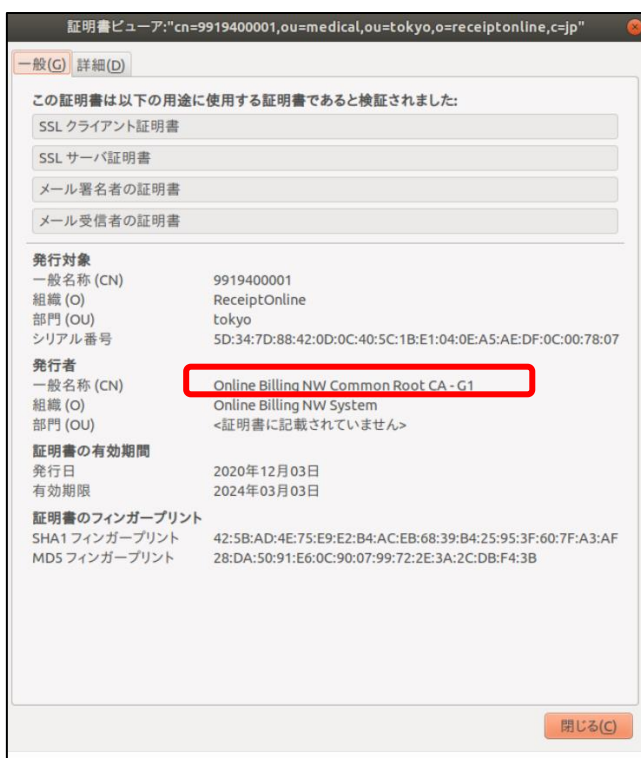 証明書ビューア:"cn=9919400001,ou=medical,ou=tokyo,o=receiptonline,c=jp"
一般(G) 詳細(D)
この証明書は以下の用途に使用する証明書であると検証されました:
SSL クライアント証明書
SSL サーバ証明書
メール署名者の証明書
メール受信者の証明書
発行対象
一般名称 (CN) 9919400001
組織 (O) ReceiptOnline
部門 (OU) tokyo
シリアル番号 5D:34:7D:88:42:0D:0C:40:5C:1B:E1:04:0E:A5:AE:DF:0C:00:78:07
発行者
一般名称 (CN) Online Billing NW Common Root CA - G1
組織 (O) Online Billing NW System
部門 (OU) <証明書に記載されていません>
証明書の有効期間
発行日 2020年12月03日
有効期限 2024年03月03日
証明書のフィンガープリント
SHA1 フィンガープリント 42:5B:AD:4E:75:E9:E2:B4:AC:EB:68:39:B4:25:95:3F:60:7F:A3:AF
MD5 フィンガープリント 28:DA:50:91:E6:0C:90:07:99:72:2E:3A:2C:DB:F4:3B
閉じる(C)